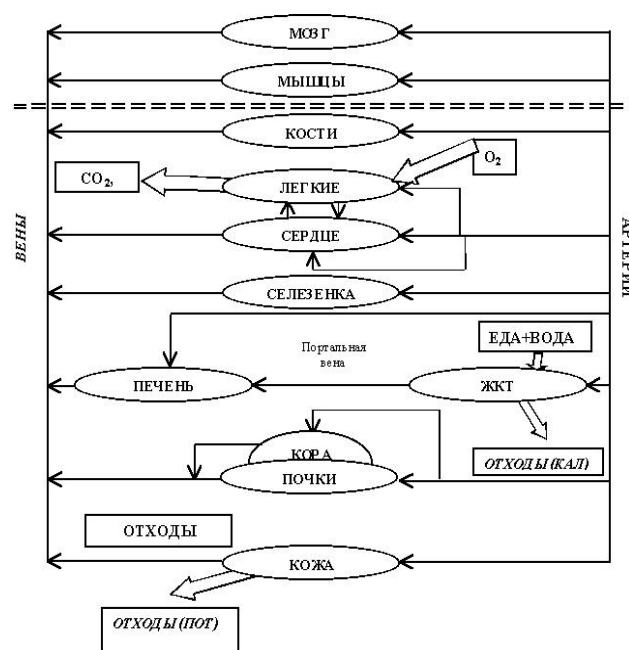 МОЗГ
МЫШЦЫ
КОСТИ
CO₂,
O₂
ЛЕГКИЕ
ВЕНЫ
СЕРДЦЕ
АРТЕРИИ
СЕЛЕЗЕНКА
ЕДА+ВОДА
Портальная
вена
ПЕЧЕНЬ
ЖКТ
КОРА
ОТХОДЫ (КАЛ)
ПОЧКИ
ОТХОДЫ
КОЖА
ОТХОДЫ (ПОТ)